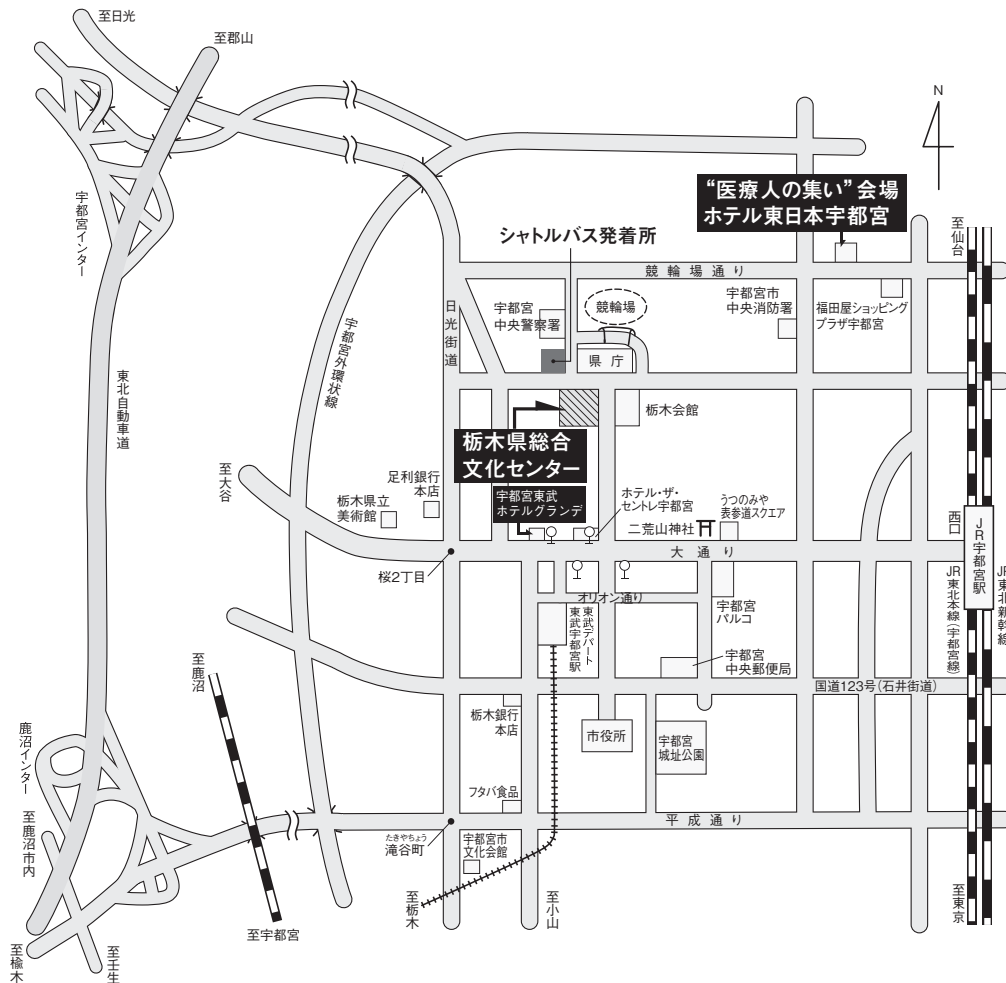 至日光
至郡山
N
“医療人の集い”会場
ホテル東日本宇都宮
至仙台
宇都宮インター
シャトルバス発着所
競輪場通り
日光街道
宇都宮
中央警察署
競輪場
宇都宮市
中央消防署
福田屋ショッピング
プラザ宇都宮
県庁
宇都宮外環状線
東北自動車道
栃木会館
栃木県総合
文化センター
至大谷
足利銀行
本店
栃木県立
美術館
宇都宮東武
ホテルグランデ
ホテル・ザ・
セントレ宇都宮
二荒山神社
うつのみや
表参道スクエア
西口
JR宇都宮駅
大通り
桜2丁目
オリオン通り
宇都宮
パルコ
JR東北本線(宇都宮線)
JR東北新幹線
東武デパート
東武宇都宮駅
宇都宮
中央郵便局
至鹿沼
国道123号(石井街道)
栃木銀行
本店
市役所
宇都宮
城址公園
鹿沼インター
フタバ食品
平成通り
至鹿沼市内
たきやちょう
滝谷町
宇都宮市
文化会館
至栃木
至小山
至東京
至宇都宮
至楡木
至壬生